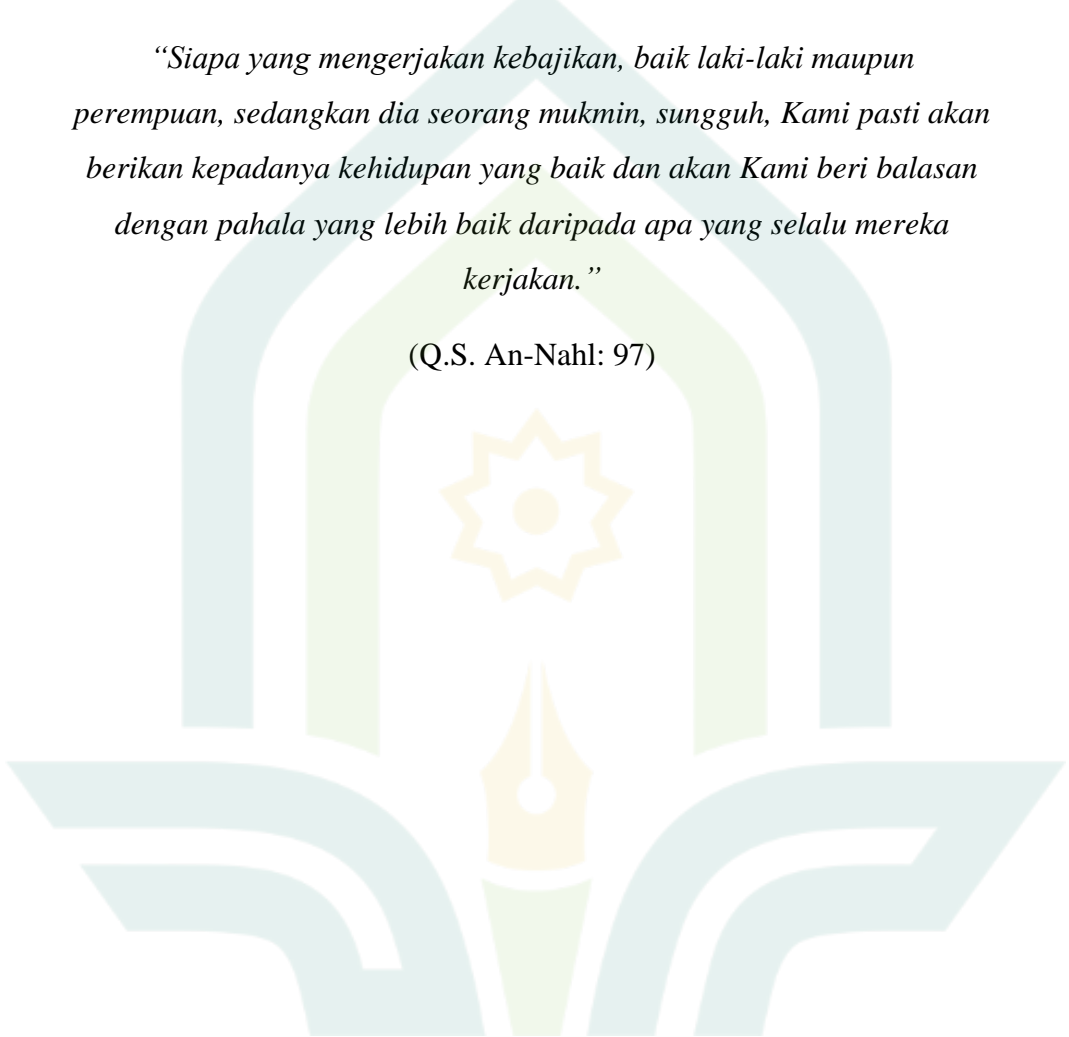 “Siapa yang mengerjakan kebajikan, baik laki-laki maupun
perempuan, sedangkan dia seorang mukmin, sungguh, Kami pasti akan
berikan kepadanya kehidupan yang baik dan akan Kami beri balasan
dengan pahala yang lebih baik daripada apa yang selalu mereka
kerjakan.”
(Q.S. An-Nahl: 97)